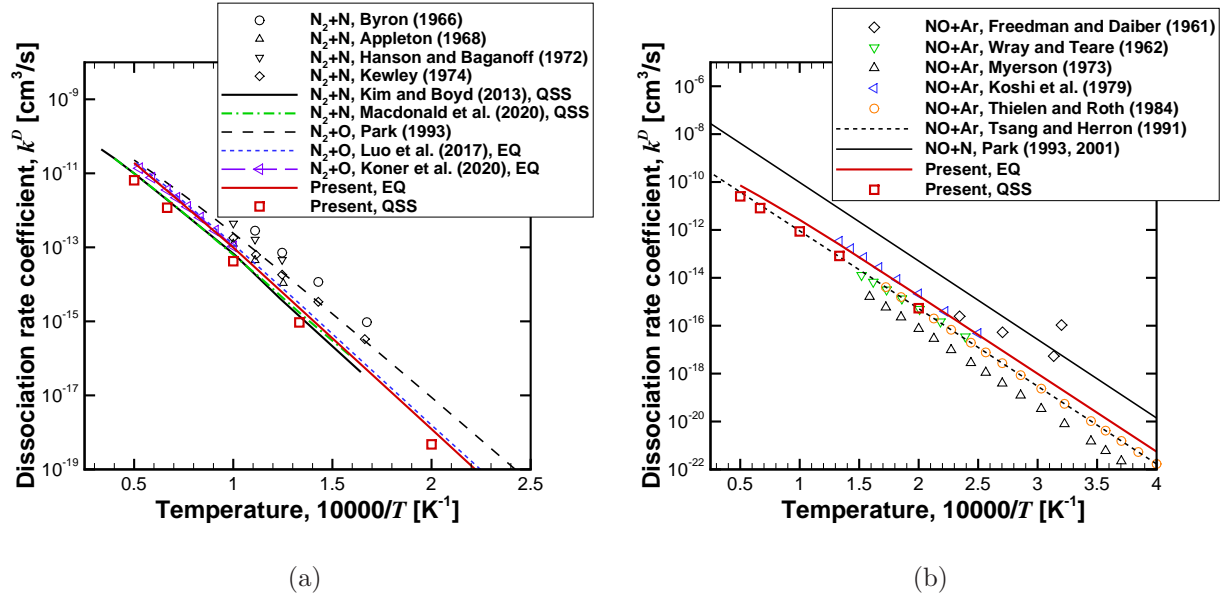 N2+N, Byron (1966)
N2+N, Appleton (1968)
N2+N, Hanson and Baganoff (1972)
N2+N, Kewley (1974)
N2+N, Kim and Boyd (2013), QSS
N2+N, Macdonald et al. (2020), QSS
N2+O, Park (1993)
N2+O, Luo et al. (2017), EQ
N2+O, Koner et al. (2020), EQ
Present, EQ
Present, QSS
Dissociation rate coefficient, k^D [cm^3/s]
10^-9
10^-11
10^-13
10^-15
10^-17
10^-19
0.5 1 1.5 2 2.5
Temperature, 10000/T [K^-1]
(a)
NO+Ar, Freedman and Daiber (1961)
NO+Ar, Wray and Teare (1962)
NO+Ar, Myerson (1973)
NO+Ar, Koshi et al. (1979)
NO+Ar, Thielen and Roth (1984)
NO+Ar, Tsang and Herron (1991)
NO+N, Park (1993, 2001)
Present, EQ
Present, QSS
Dissociation rate coefficient, k^D [cm^3/s]
10^-6
10^-8
10^-10
10^-12
10^-14
10^-16
10^-18
10^-20
10^-22
0.5 1 1.5 2 2.5 3 3.5 4
Temperature, 10000/T [K^-1]
(b)